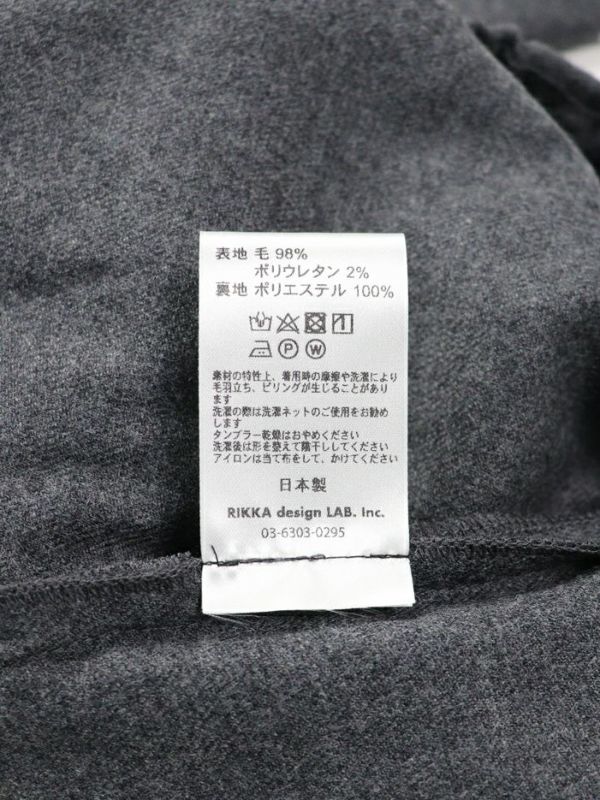 表地 毛 98%
ポリウレタン 2%
裏地 ポリエステル 100%
P W
素材の特性上、着用時の摩擦や洗濯により
毛羽立ち、ピリングが生じることがあり
ます
洗濯の際は洗濯ネットのご使用をお勧め
します
タンブラー乾燥はおやめください
洗濯後は形を整えて陰干ししてください
アイロンは当て布をして、かけてください
日本製
RIKKA design LAB. Inc.
03-6303-0295